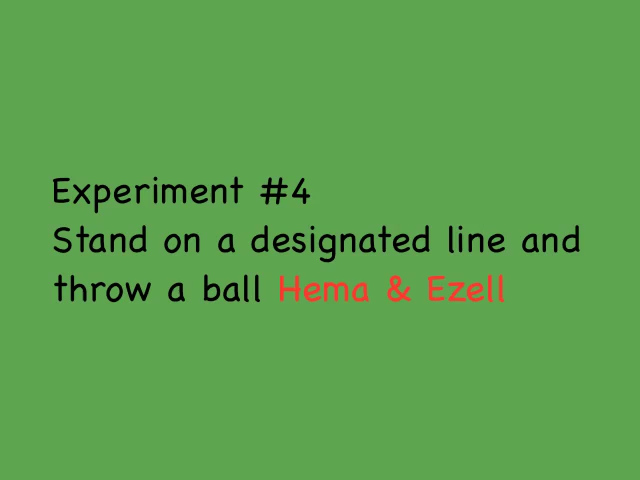 Experiment #4
Stand on a designated line and
throw a ball Hema & Ezell